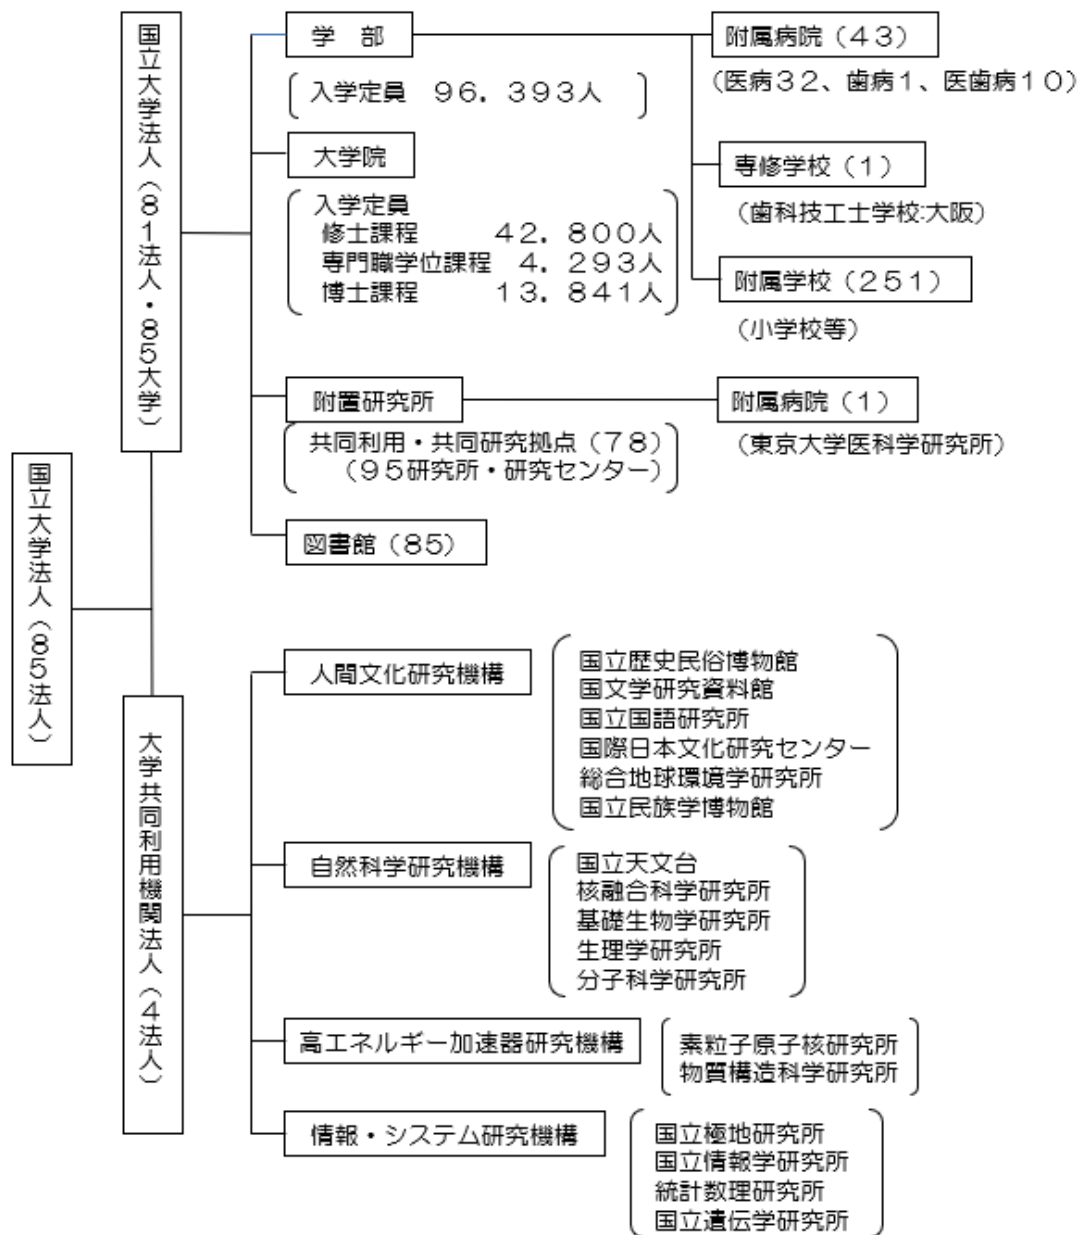 国立大学法人（８５法人）
国立大学法人（８１法人・８５大学）
学　部
入学定員　９６．３９３人
附属病院（４３）
（医病３２、歯病１、医歯病１０）
専修学校（１）
（歯科技工士学校:大阪）
附属学校（２５１）
（小学校等）
大学院
入学定員
修士課程　４２．８００人
専門職学位課程　４．２９３人
博士課程　１３．８４１人
附置研究所
共同利用・共同研究拠点（７８）
（９５研究所・研究センター）
附属病院（１）
（東京大学医科学研究所）
図書館（８５）
大学共同利用機関法人（４法人）
人間文化研究機構
国立歴史民俗博物館
国文学研究資料館
国立国語研究所
国際日本文化研究センター
総合地球環境学研究所
国立民族学博物館
自然科学研究機構
国立天文台
核融合科学研究所
基礎生物学研究所
生理学研究所
分子科学研究所
高エネルギー加速器研究機構
素粒子原子核研究所
物質構造科学研究所
情報・システム研究機構
国立極地研究所
国立情報学研究所
統計数理研究所
国立遺伝学研究所